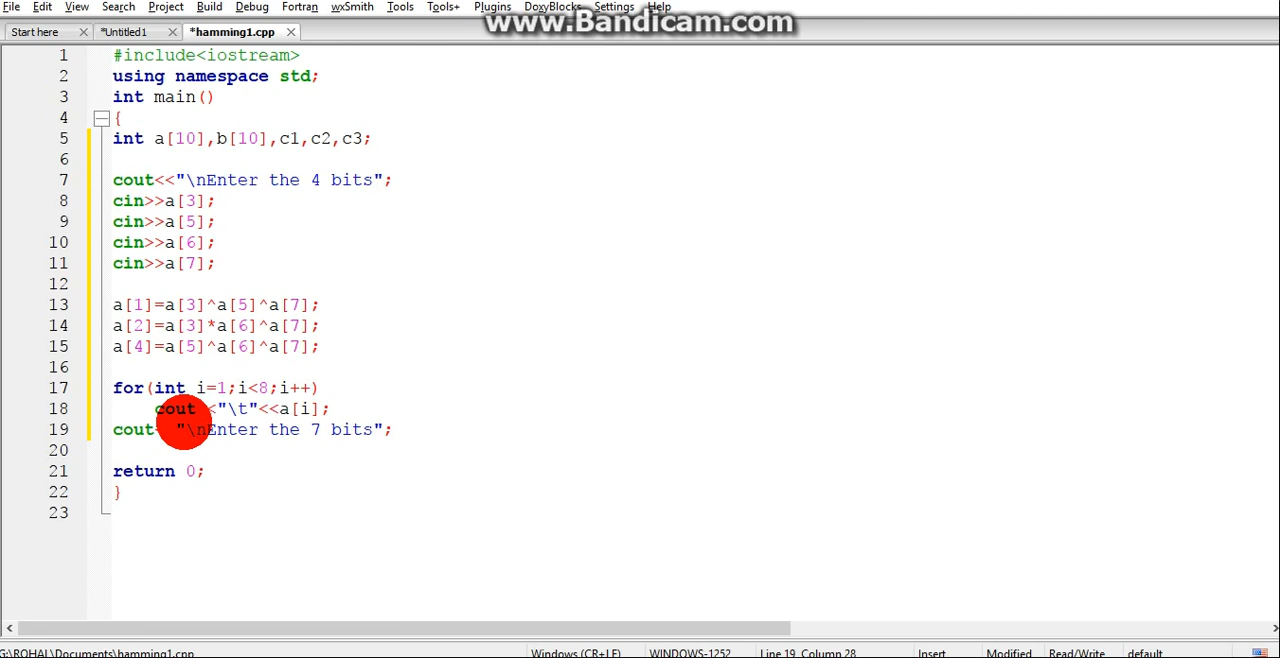 File Edit View Search Project Build Debug Fortran wxSmith Tools Tools+ Plugins DoxyBlocks Settings Help
www.Bandicam.com
Start here *Untitled1 *hamming1.cpp
1 #include<iostream>
2 using namespace std;
3 int main()
4 {
5 int a[10],b[10],c1,c2,c3;
6
7 cout<<"\nEnter the 4 bits";
8 cin>>a[3];
9 cin>>a[5];
10 cin>>a[6];
11 cin>>a[7];
12
13 a[1]=a[3]^a[5]^a[7];
14 a[2]=a[3]*a[6]^a[7];
15 a[4]=a[5]^a[6]^a[7];
16
17 for(int i=1;i<8;i++)
18 cout<<"\t"<<a[i];
19 cout<<"\nEnter the 7 bits";
20
21 return 0;
22 }
23
G:\ROHAL\Documents\hamming1.cpp Windows (CR+LF) WINDOWS-1252 Line 19, Column 28 Insert Modified Read/Write default